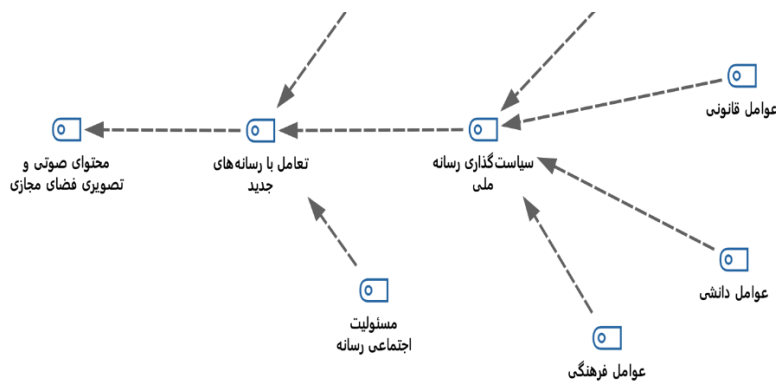 عوامل قانونی
سیاست‌گذاری رسانه
ملی
تعامل با رسانه‌های
جدید
محتوای صوتی و
تصویری فضای مجازی
عوامل دانشی
مسئولیت
اجتماعی رسانه
عوامل فرهنگی